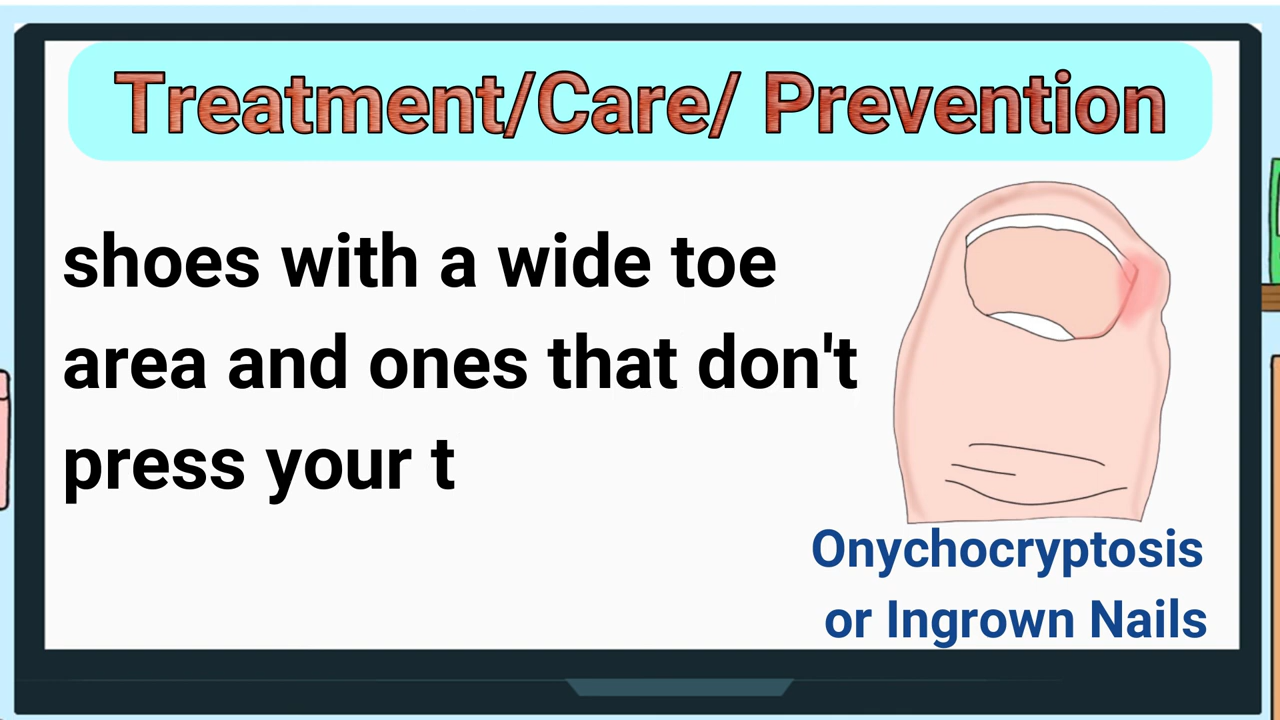 Treatment/Care/ Prevention
shoes with a wide toe
area and ones that don't
press your t
Onychocryptosis
or Ingrown Nails